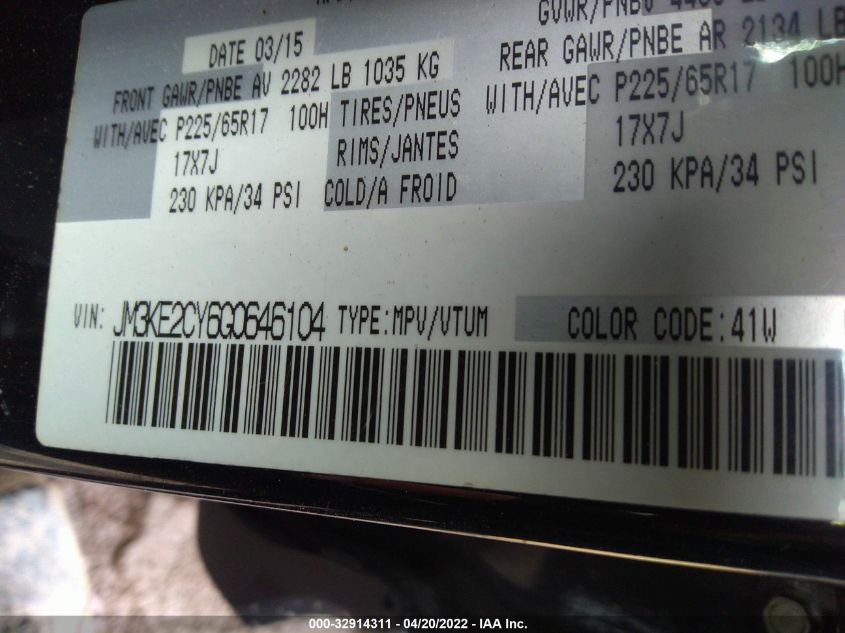 DATE 03/15
FRONT GAWR/PNBE AV 2282 LB 1035 KG
WITH/AVEC P225/65R17 100H TIRES/PNEUS
17X7J RIMS/JANTES
230 KPA/34 PSI COLD/A FROID
GVWR/PNBV
REAR GAWR/PNBE AR 2134 LB
WITH/AVEC P225/65R17 100H
17X7J
230 KPA/34 PSI
VIN: JM3KE2CY6G0646104 TYPE:MPV/VTUM COLOR CODE:41W
000-32914311 - 04/20/2022 - IAA Inc.